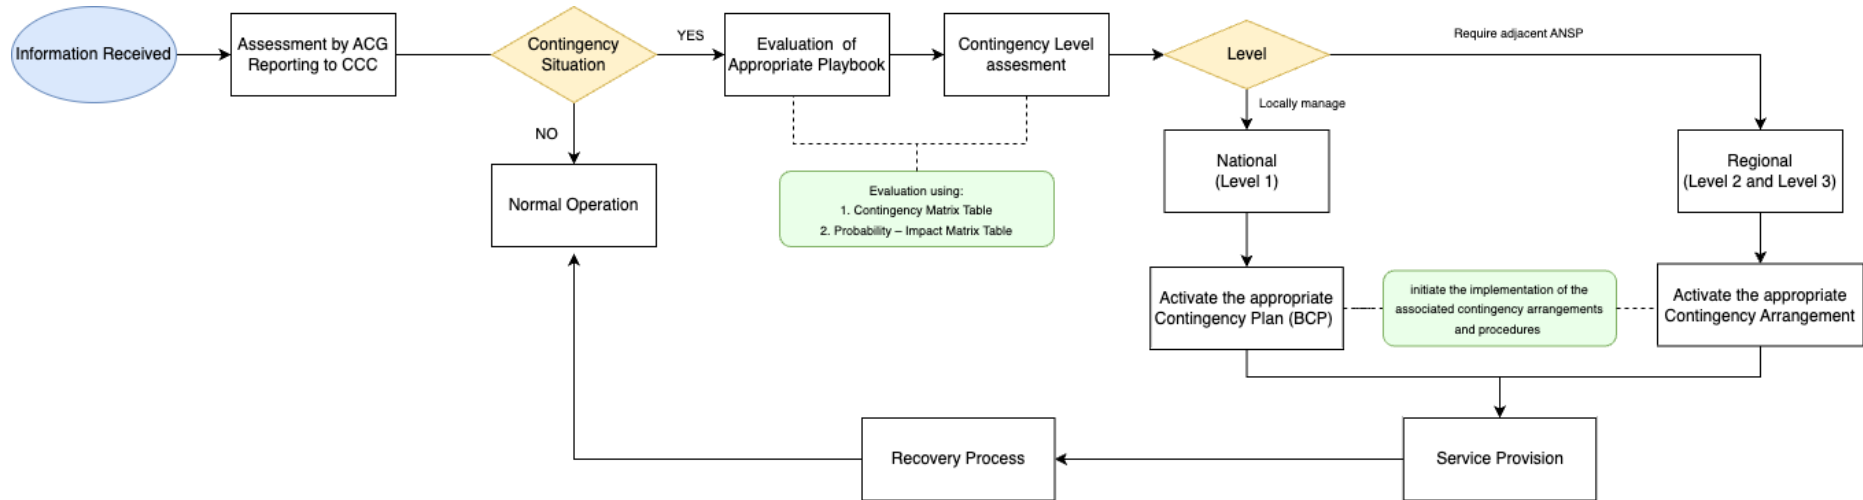 Information Received
Assessment by ACG
Reporting to CCC
Contingency
Situation
YES
NO
Normal Operation
Evaluation of
Appropriate Playbook
Contingency Level
assesment
Evaluation using:
1. Contingency Matrix Table
2. Probability – Impact Matrix Table
Level
Require adjacent ANSP
Locally manage
National
(Level 1)
Regional
(Level 2 and Level 3)
Activate the appropriate
Contingency Plan (BCP)
initiate the implementation of the
associated contingency arrangements
and procedures
Activate the appropriate
Contingency Arrangement
Recovery Process
Service Provision